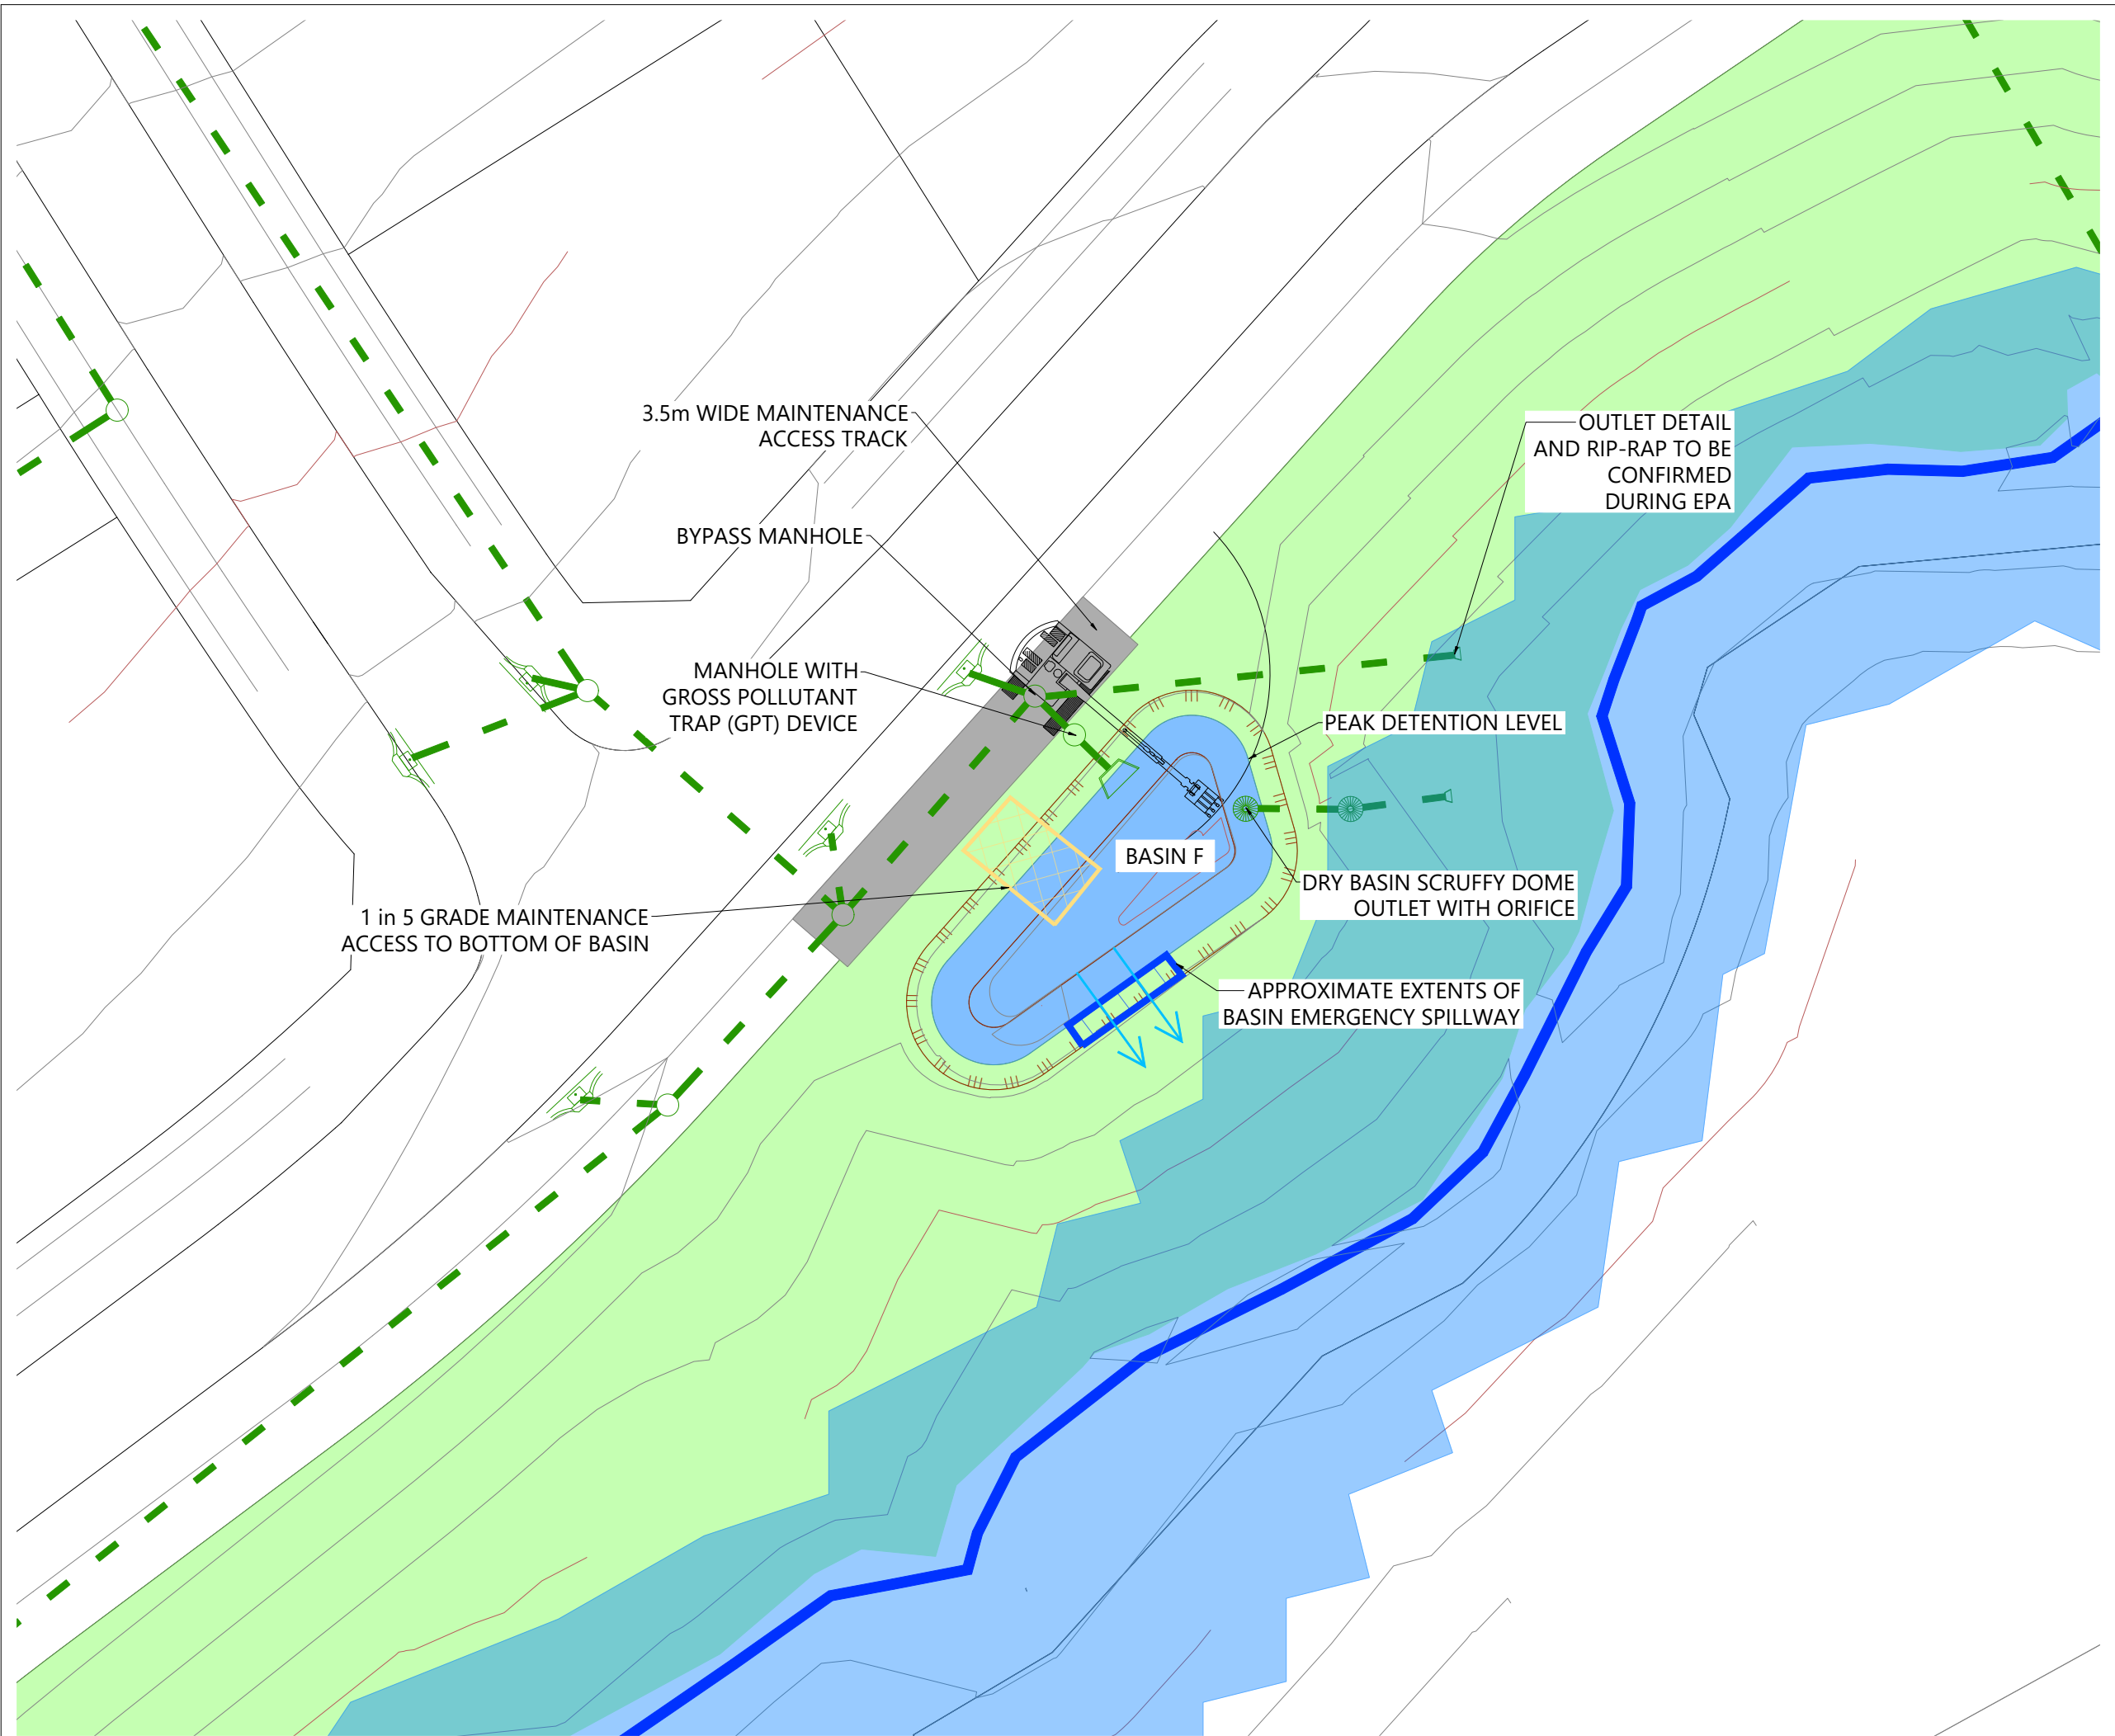 3.5m WIDE MAINTENANCE
ACCESS TRACK
OUTLET DETAIL
AND RIP-RAP TO BE
CONFIRMED
DURING EPA
BYPASS MANHOLE
MANHOLE WITH
GROSS POLLUTANT
TRAP (GPT) DEVICE
PEAK DETENTION LEVEL
BASIN F
DRY BASIN SCRUFFY DOME
OUTLET WITH ORIFICE
1 in 5 GRADE MAINTENANCE
ACCESS TO BOTTOM OF BASIN
APPROXIMATE EXTENTS OF
BASIN EMERGENCY SPILLWAY